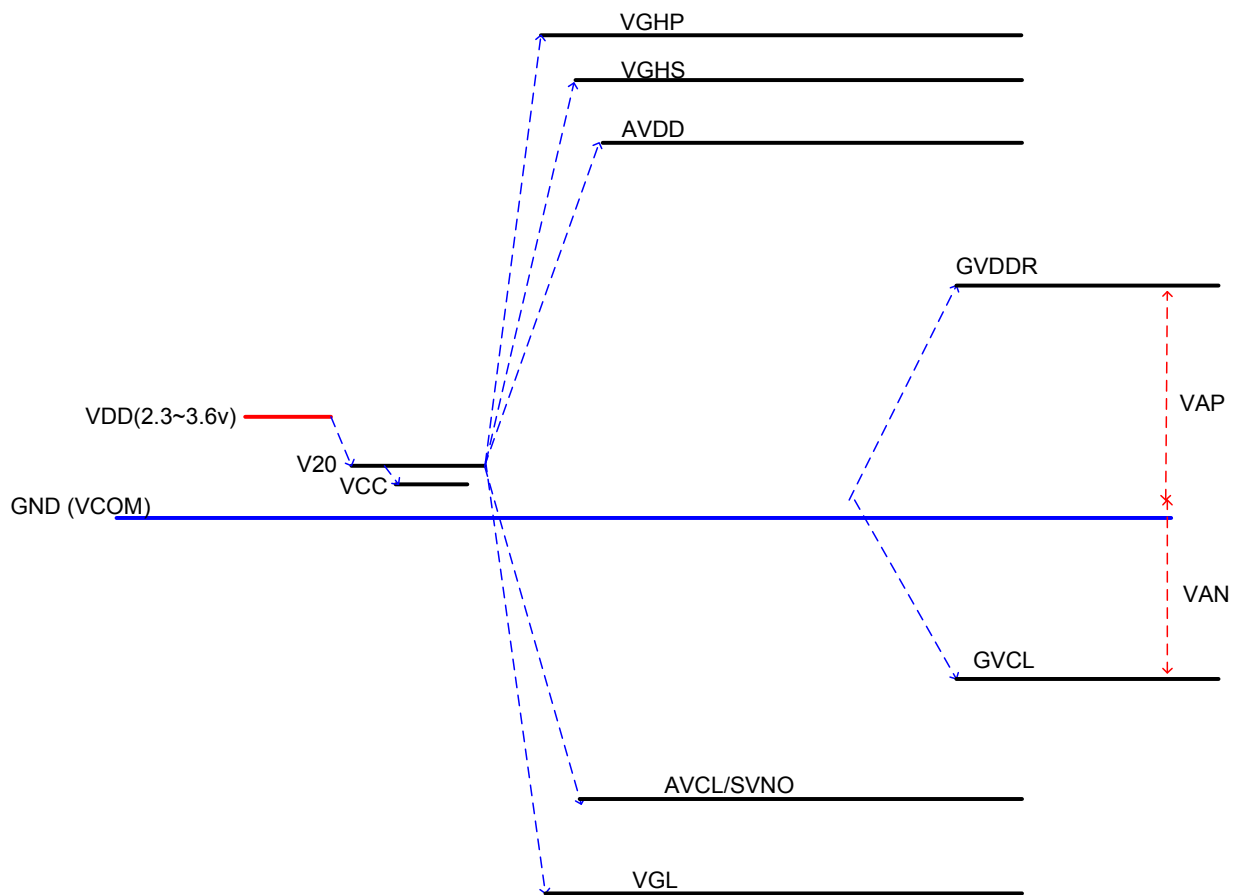 VGHP
VGHS
AVDD
GVDDR
VAP
VDD(2.3~3.6v)
V20
VCC
GND (VCOM)
VAN
GVCL
AVCL/SVNO
VGL